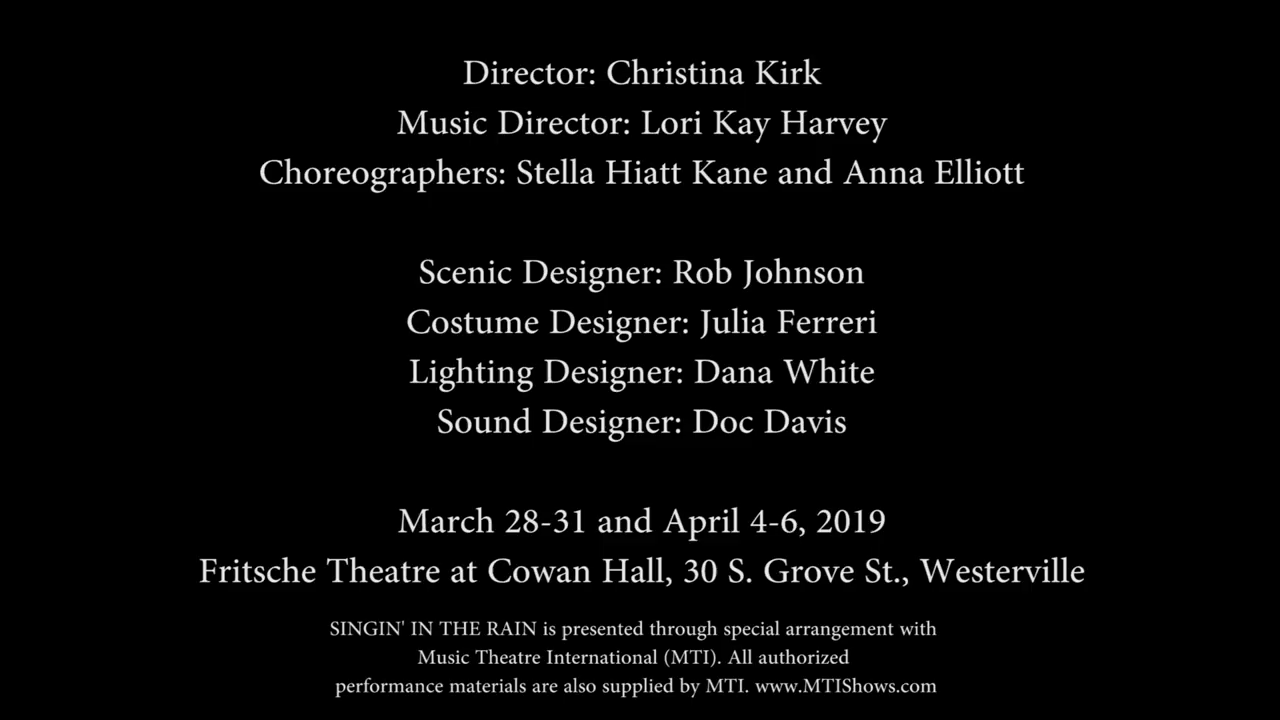 Director: Christina Kirk
Music Director: Lori Kay Harvey
Choreographers: Stella Hiatt Kane and Anna Elliott
Scenic Designer: Rob Johnson
Costume Designer: Julia Ferreri
Lighting Designer: Dana White
Sound Designer: Doc Davis
March 28-31 and April 4-6, 2019
Fritsche Theatre at Cowan Hall, 30 S. Grove St., Westerville
SINGIN' IN THE RAIN is presented through special arrangement with
Music Theatre International (MTI). All authorized
performance materials are also supplied by MTI. www.MTIShows.com